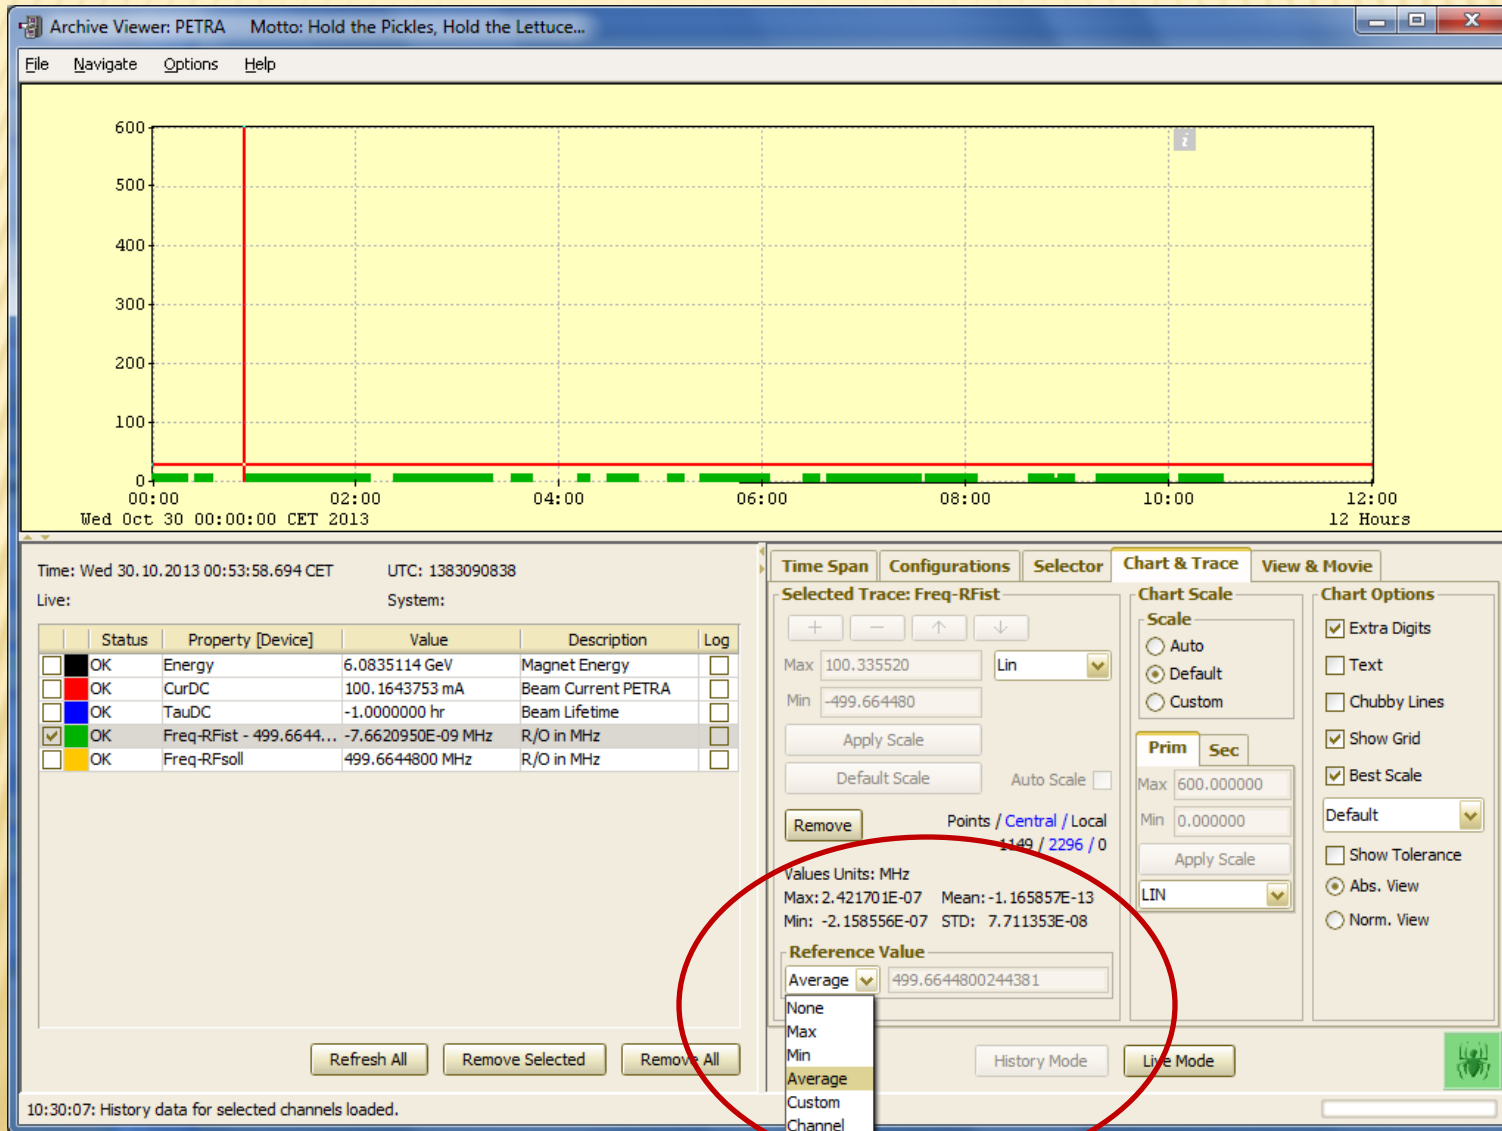 Archive Viewer: PETRA Motto: Hold the Pickles, Hold the Lettuce...
File Navigate Options Help
600
500
400
300
200
100
0
00:00 02:00 04:00 06:00 08:00 10:00 12:00
Wed Oct 30 00:00:00 CET 2013 12 Hours
Time: Wed 30.10.2013 00:53:58.694 CET UTC: 1383090838
Live: System:
Status Property [Device] Value Description Log
OK Energy 6.0835114 GeV Magnet Energy
OK CurDC 100.1643753 mA Beam Current PETRA
OK TauDC -1.0000000 hr Beam Lifetime
OK Freq-RFist - 499.6644... -7.6620950E-09 MHz R/O in MHz
OK Freq-RFsoll 499.6644800 MHz R/O in MHz
Refresh All Remove Selected Remove All
10:30:07: History data for selected channels loaded.
Time Span Configurations Selector Chart & Trace View & Movie
Selected Trace: Freq-RFist
+ − ↑ ↓
Max 100.335520 Lin
Min -499.664480
Apply Scale
Default Scale Auto Scale
Remove Points / Central / Local
1149 / 2296 / 0
Values Units: MHz
Max: 2.421701E-07 Mean: -1.165857E-13
Min: -2.158556E-07 STD: 7.711353E-08
Reference Value
Average 499.6644800244381
None
Max
Min
Average
Custom
Channel
History Mode Live Mode
Chart Scale
Scale
Auto
Default
Custom
Prim Sec
Max 600.000000
Min 0.000000
Apply Scale
LIN
Chart Options
Extra Digits
Text
Chubby Lines
Show Grid
Best Scale
Default
Show Tolerance
Abs. View
Norm. View